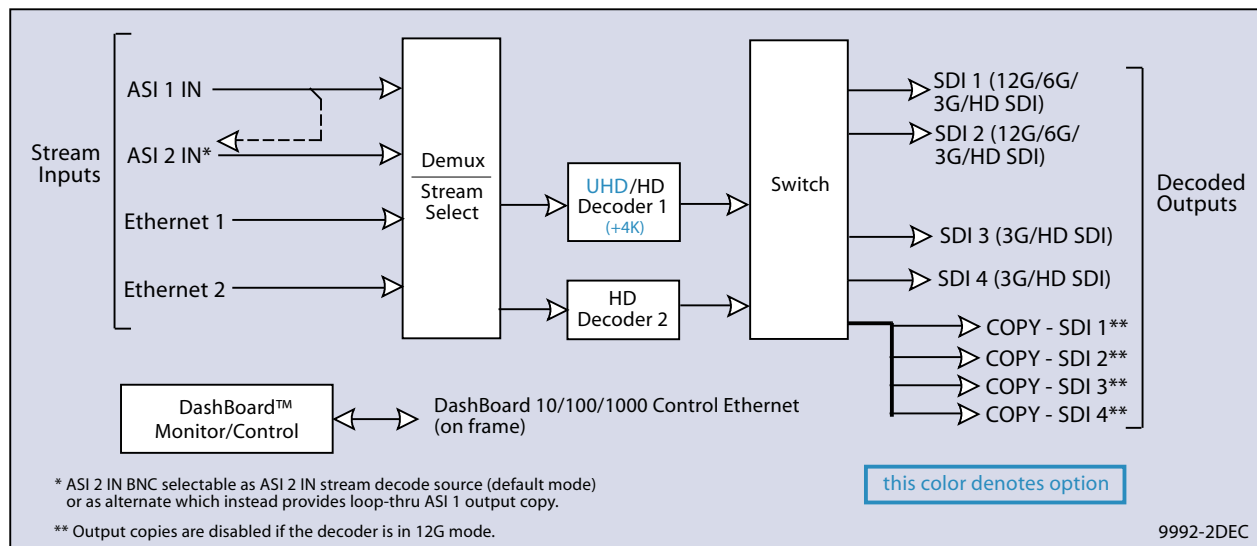 Stream
Inputs
ASI 1 IN
ASI 2 IN*
Ethernet 1
Ethernet 2
Demux
Stream
Select
UHD/HD
Decoder 1
(+4K)
HD
Decoder 2
Switch
SDI 1 (12G/6G/
3G/HD SDI)
SDI 2 (12G/6G/
3G/HD SDI)
SDI 3 (3G/HD SDI)
SDI 4 (3G/HD SDI)
COPY - SDI 1**
COPY - SDI 2**
COPY - SDI 3**
COPY - SDI 4**
Decoded
Outputs
DashBoard™
Monitor/Control
DashBoard 10/100/1000 Control Ethernet
(on frame)
* ASI 2 IN BNC selectable as ASI 2 IN stream decode source (default mode)
or as alternate which instead provides loop-thru ASI 1 output copy.
** Output copies are disabled if the decoder is in 12G mode.
this color denotes option
9992-2DEC